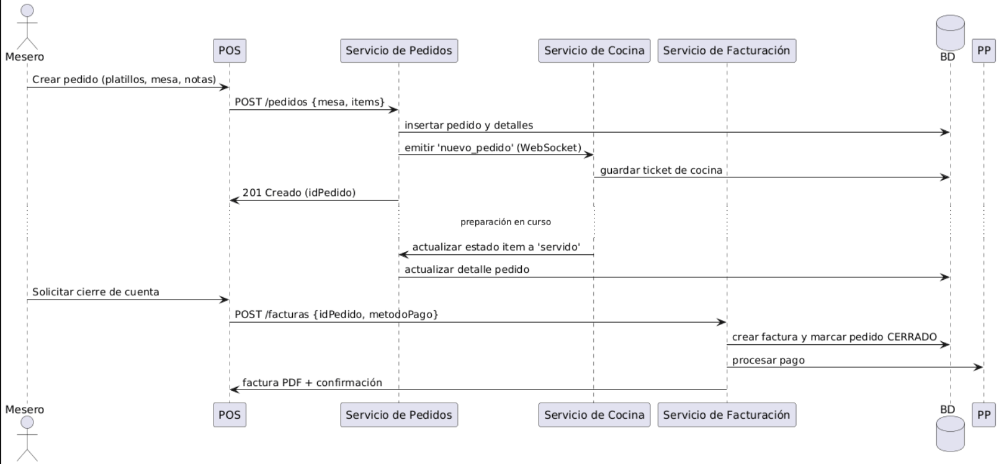 Mesero
POS
Servicio de Pedidos
Servicio de Cocina
Servicio de Facturación
BD
PP
Crear pedido (platillos, mesa, notas)
POST /pedidos {mesa, items}
insertar pedido y detalles
emitir 'nuevo_pedido' (WebSocket)
guardar ticket de cocina
201 Creado (idPedido)
preparación en curso
actualizar estado item a 'servido'
actualizar detalle pedido
Solicitar cierre de cuenta
POST /facturas {idPedido, metodoPago}
crear factura y marcar pedido CERRADO
procesar pago
factura PDF + confirmación
Mesero
POS
Servicio de Pedidos
Servicio de Cocina
Servicio de Facturación
BD
PP